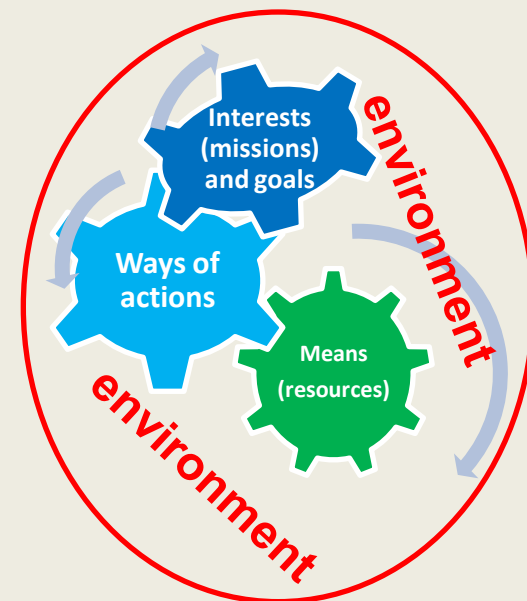 Interests
(missions)
and goals
environment
Ways of
actions
Means
(resources)
environment